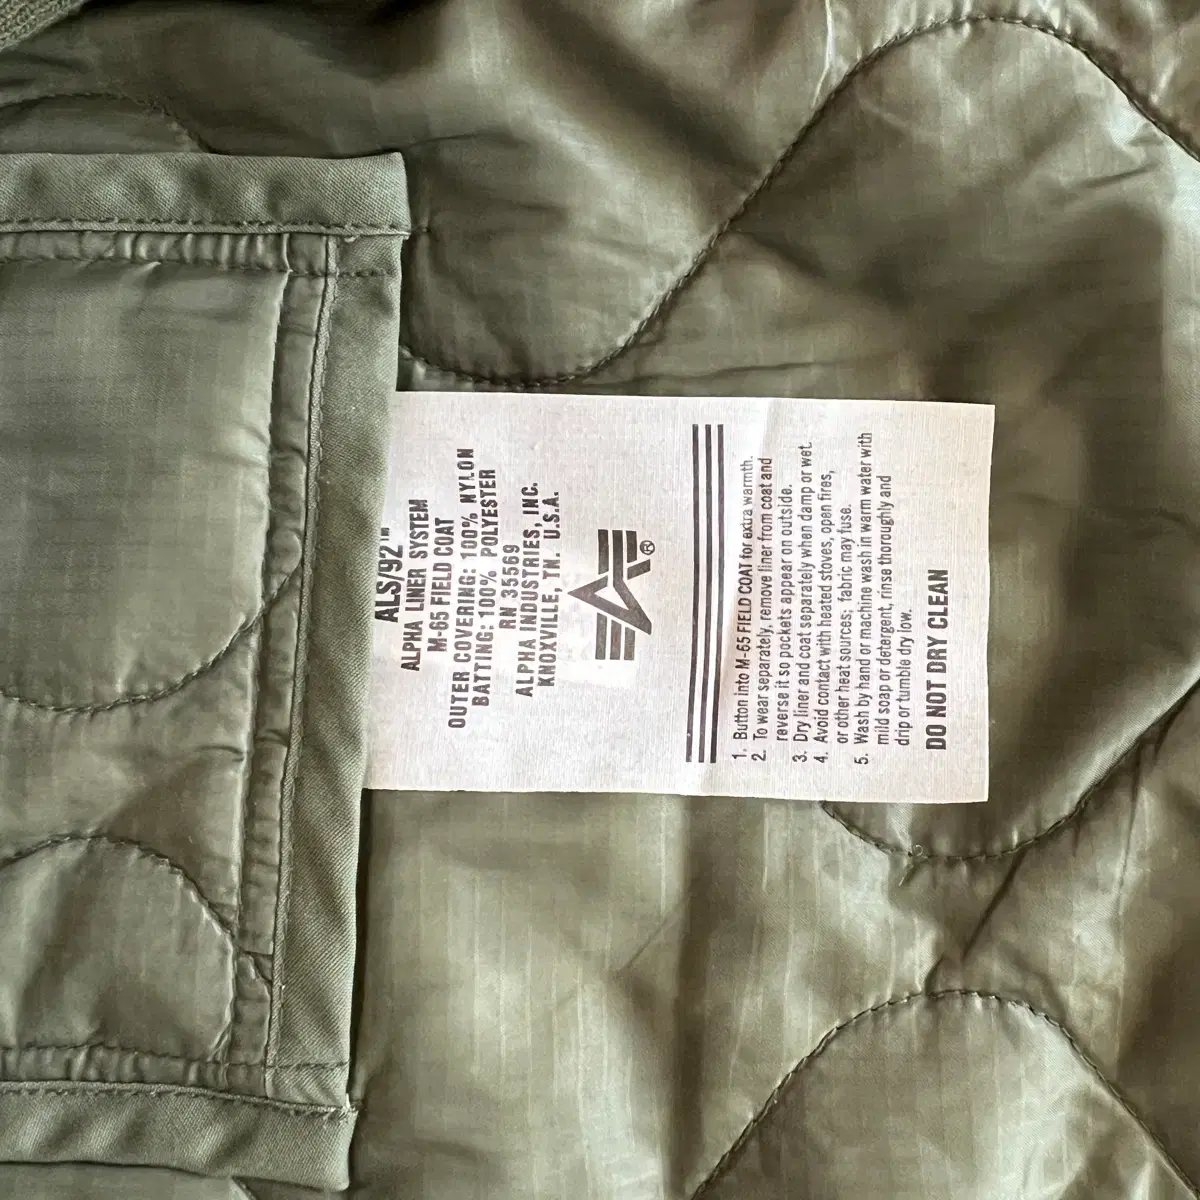 ALS/92™
ALPHA LINER SYSTEM
M-65 FIELD COAT
OUTER COVERING: 100% NYLON
BATTING: 100% POLYESTER
RN 35569
ALPHA INDUSTRIES, INC.
KNOXVILLE, TN. U.S.A.
®
1. Button into M-65 FIELD COAT for extra warmth.
2. To wear separately, remove liner from coat and
reverse it so pockets appear on outside.
3. Dry liner and coat separately when damp or wet.
4. Avoid contact with heated stoves, open fires,
or other heat sources; fabric may fuse.
5. Wash by hand or machine wash in warm water with
mild soap or detergent, rinse thoroughly and
drip or tumble dry low.
DO NOT DRY CLEAN